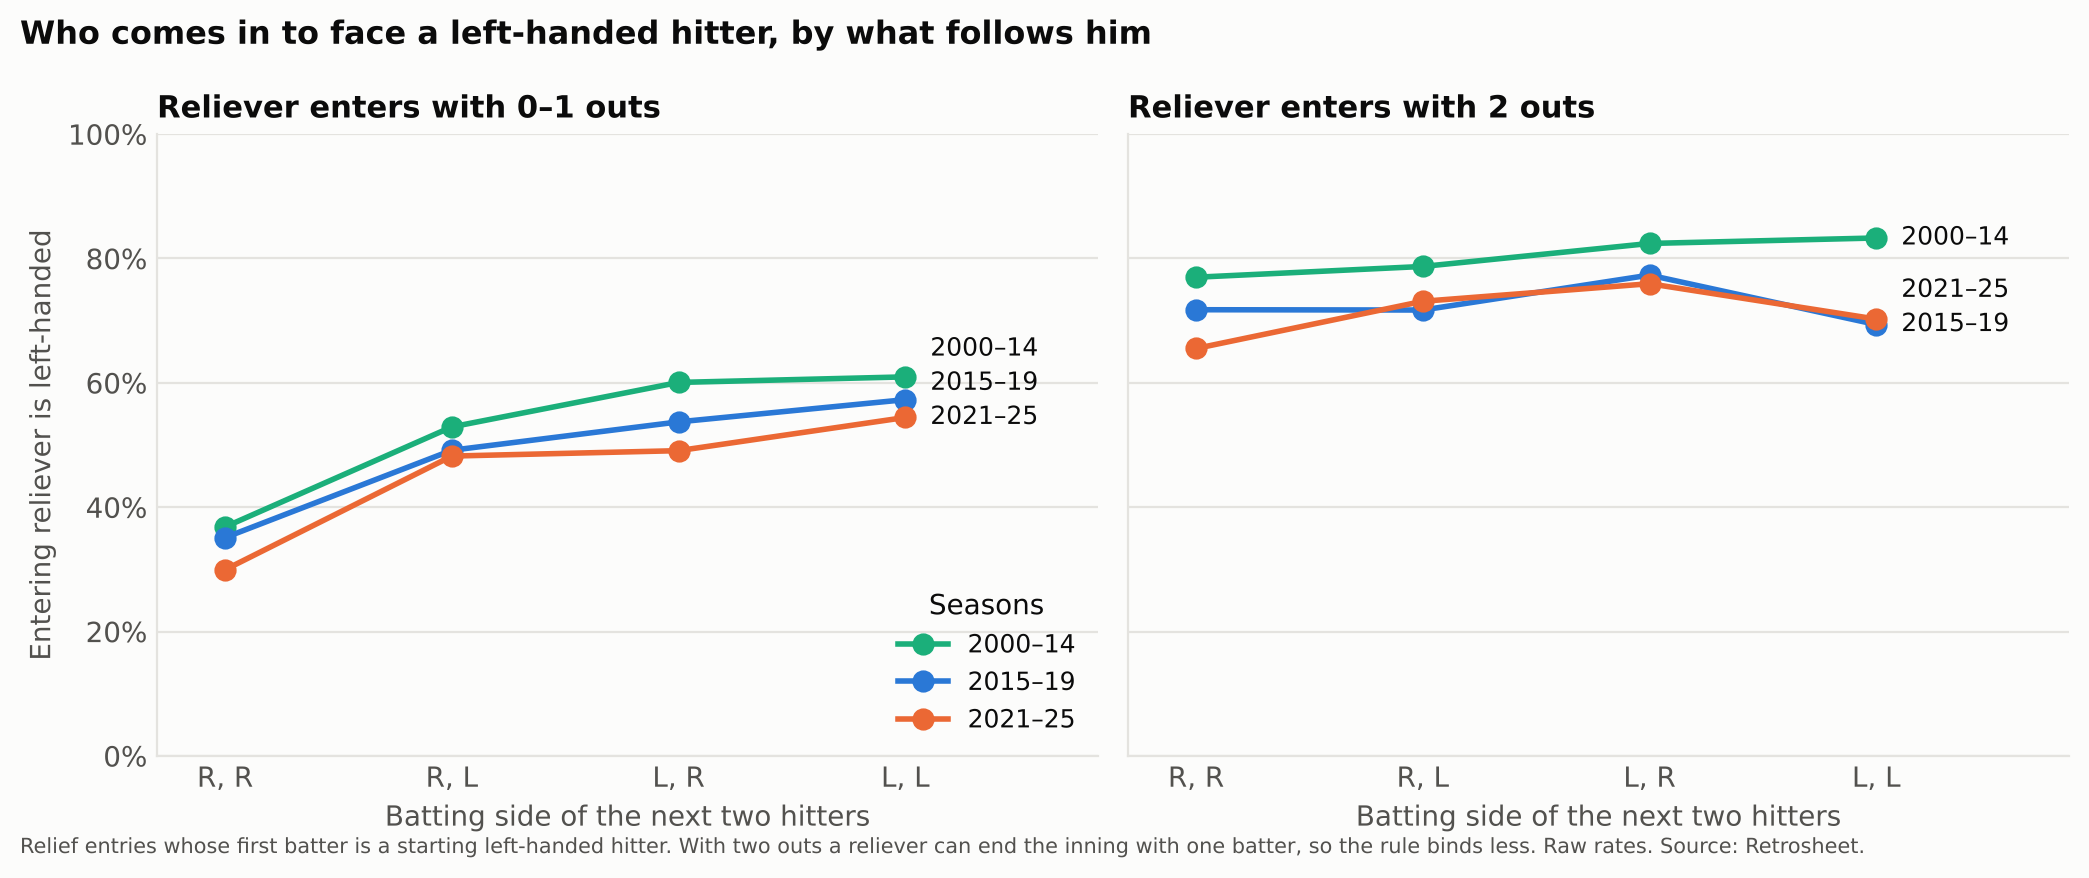 Who comes in to face a left-handed hitter, by what follows him
Reliever enters with 0–1 outs
Reliever enters with 2 outs
Entering reliever is left-handed
100%
80%
60%
40%
20%
0%
2000–14
2015–19
2021–25
Seasons
2000–14
2015–19
2021–25
R, R
R, L
L, R
L, L
Batting side of the next two hitters
2000–14
2021–25
2015–19
R, R
R, L
L, R
L, L
Batting side of the next two hitters
Relief entries whose first batter is a starting left-handed hitter. With two outs a reliever can end the inning with one batter, so the rule binds less. Raw rates. Source: Retrosheet.